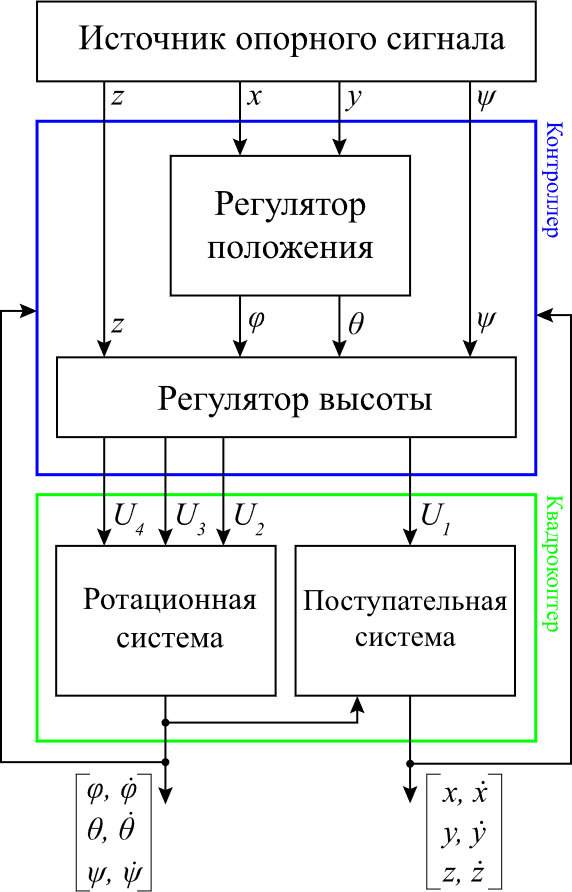 Источник опорного сигнала
z x y ψ
Контроллер
Регулятор
положения
z φ θ ψ
Регулятор высоты
Квадрокоптер
U4 U3 U2 U1
Ротационная
система
Поступательная
система
φ, φ̇
θ, θ̇
ψ, ψ̇
x, ẋ
y, ẏ
z, ż